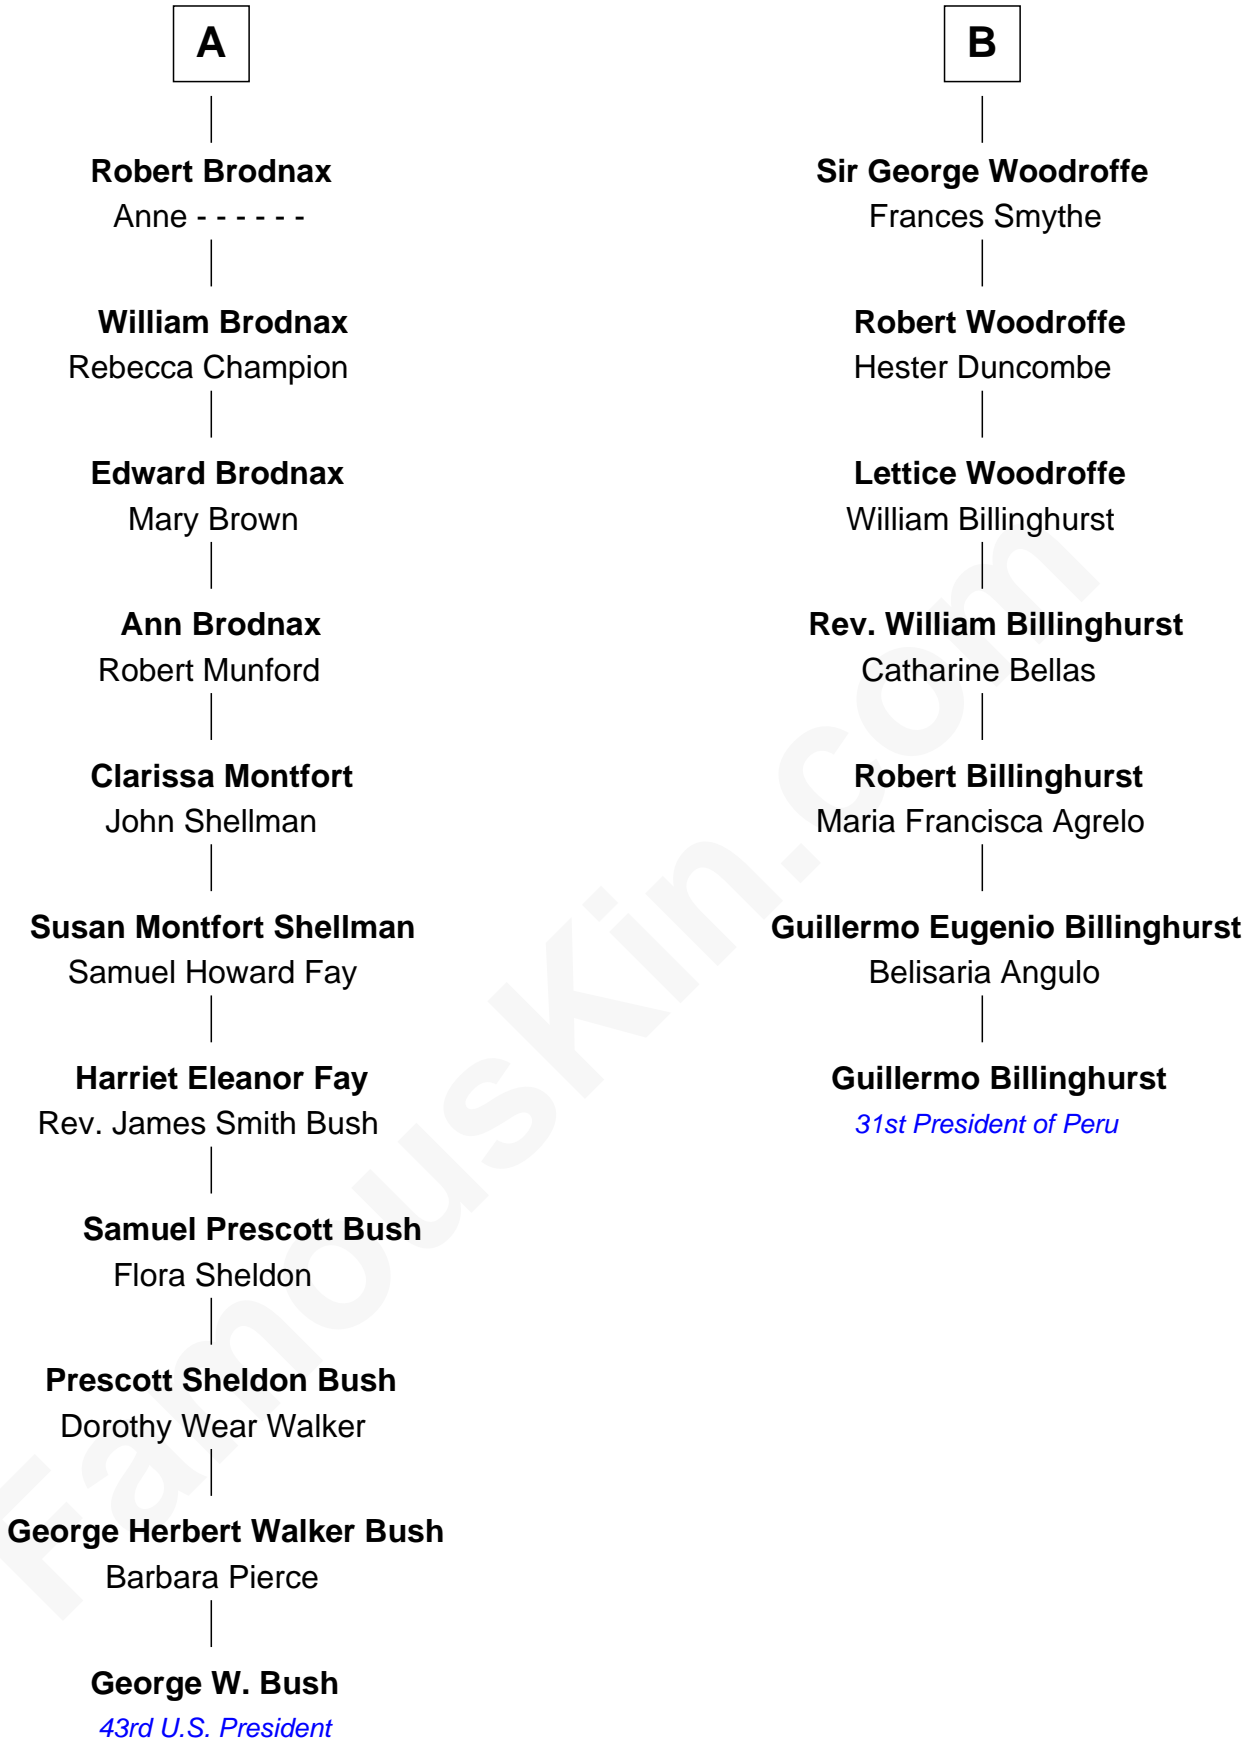 A
Robert Brodnax
Anne - - - - - -
William Brodnax
Rebecca Champion
Edward Brodnax
Mary Brown
Ann Brodnax
Robert Munford
Clarissa Montfort
John Shellman
Susan Montfort Shellman
Samuel Howard Fay
Harriet Eleanor Fay
Rev. James Smith Bush
Samuel Prescott Bush
Flora Sheldon
Prescott Sheldon Bush
Dorothy Wear Walker
George Herbert Walker Bush
Barbara Pierce
George W. Bush
43rd U.S. President
B
Sir George Woodroffe
Frances Smythe
Robert Woodroffe
Hester Duncombe
Lettice Woodroffe
William Billinghurst
Rev. William Billinghurst
Catharine Bellas
Robert Billinghurst
Maria Francisca Agrelo
Guillermo Eugenio Billinghurst
Belisaria Angulo
Guillermo Billinghurst
31st President of Peru
FamousKin.com